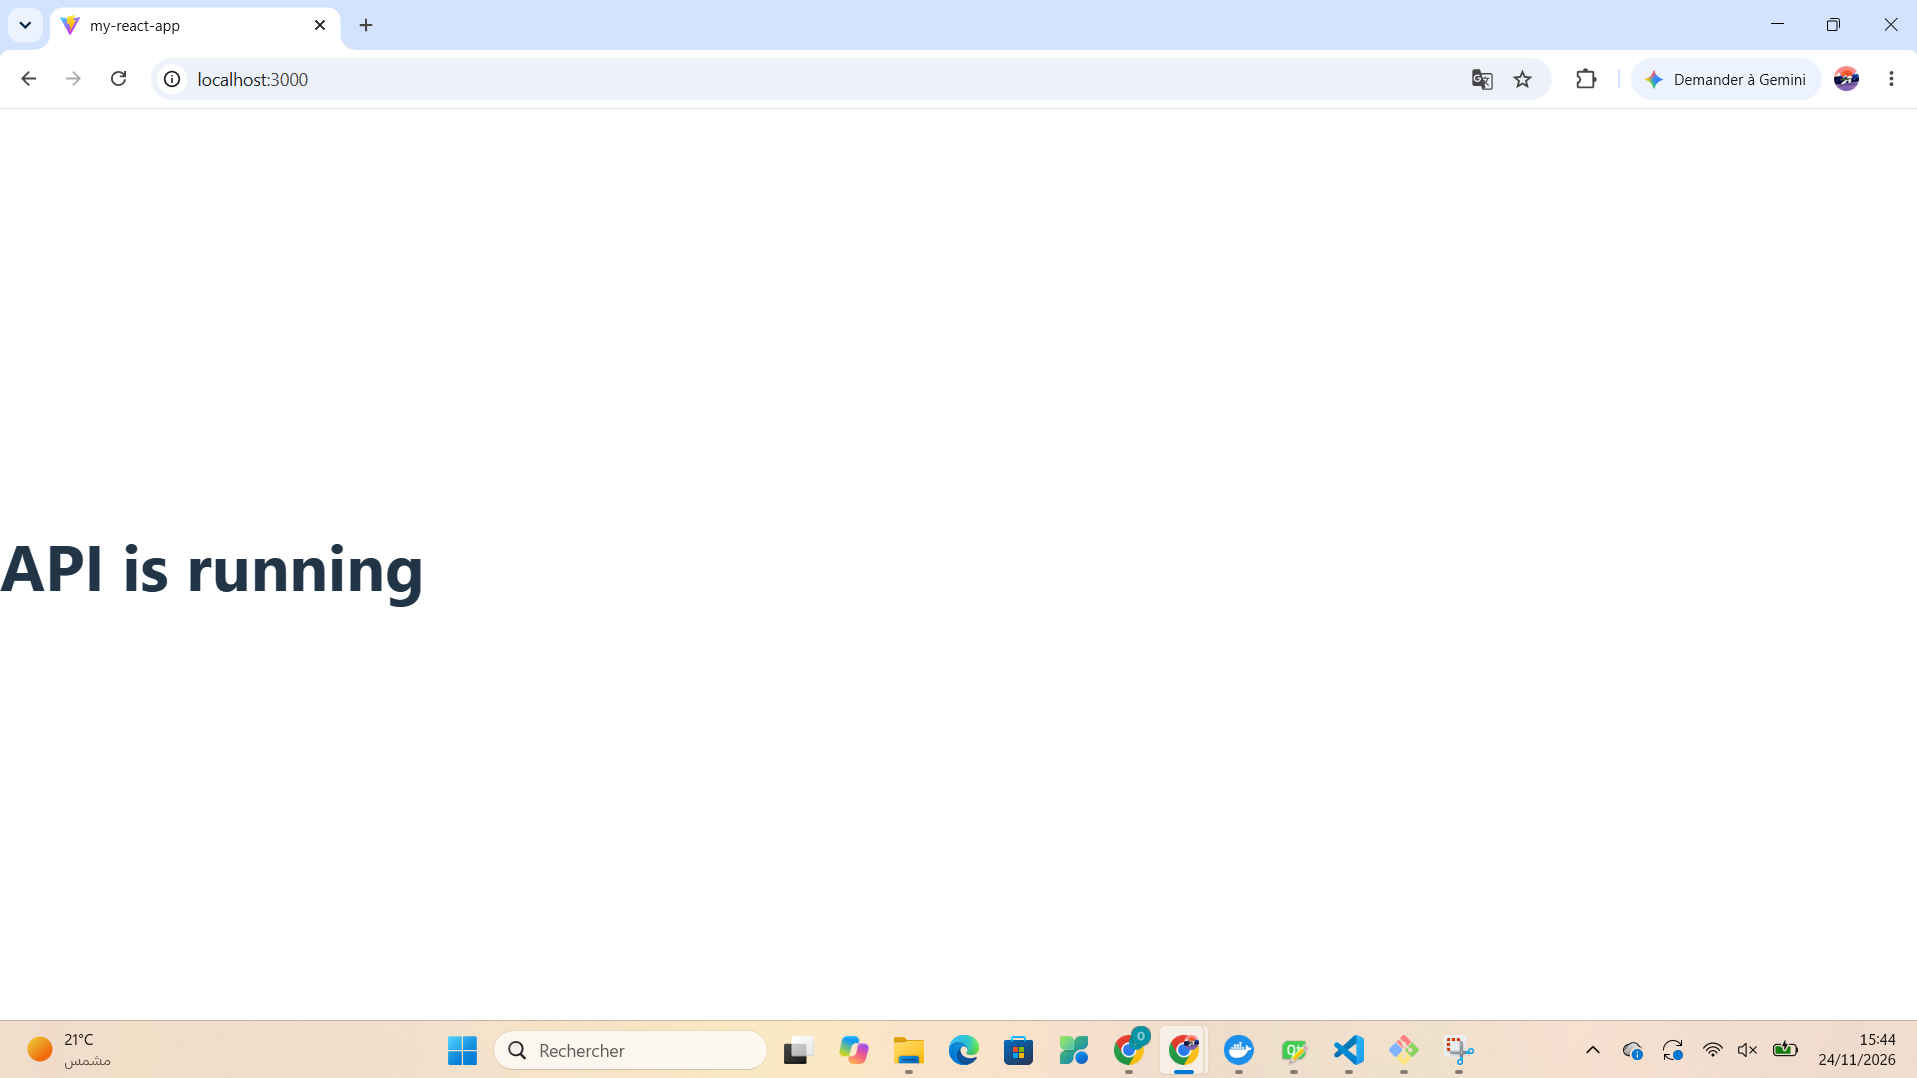 my-react-app
localhost:3000
Demander à Gemini
API is running
21°C
مشمس
Rechercher
0
15:44
24/11/2026